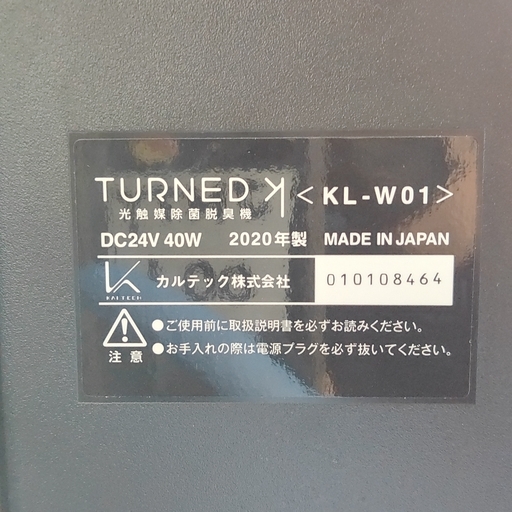 TURNED K <KL-W01>
光触媒除菌脱臭機
DC24V 40W 2020年製 MADE IN JAPAN
KALTECH カルテック株式会社 010108464
●ご使用前に取扱説明書を必ずお読みください。
注意 ●お手入れの際は電源プラグを必ず抜いてください。